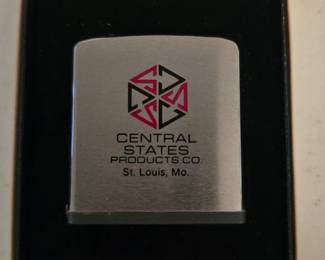 CENTRAL
STATES
PRODUCTS CO.
St. Louis, Mo.